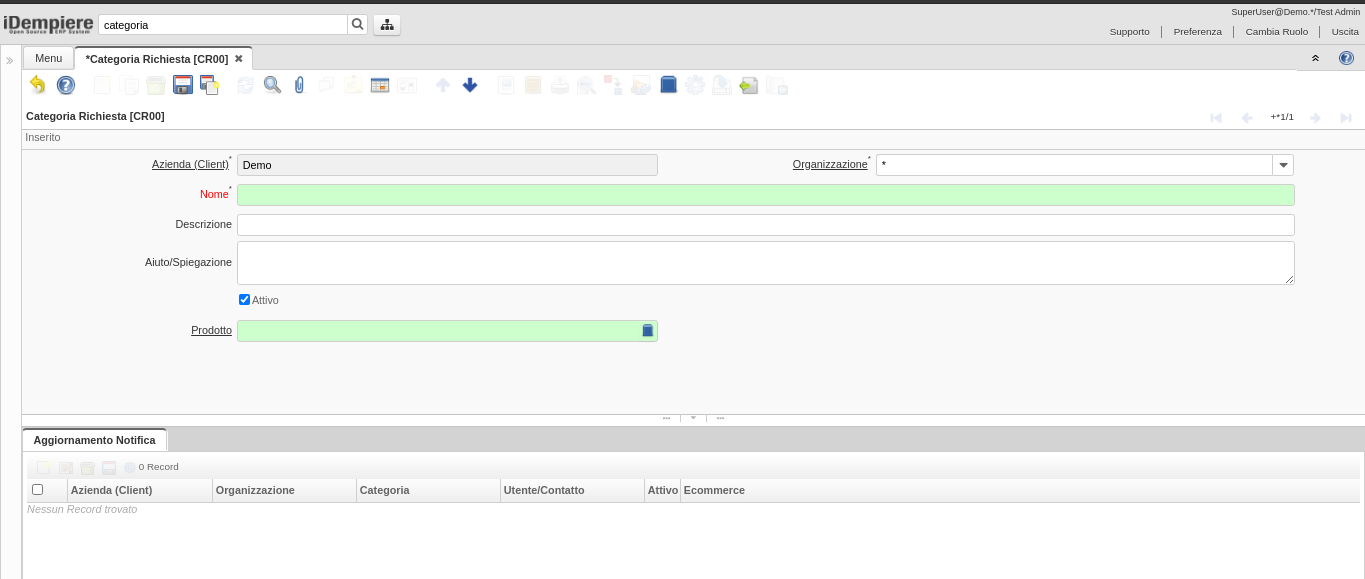 SuperUser@Demo.*/Test Admin
iDempiere
Open Source ERP System
categoria
Supporto
Preferenza
Cambia Ruolo
Uscita
Menu
*Categoria Richiesta [CR00]
Categoria Richiesta [CR00]
+*1/1
Inserito
Azienda (Client)* Demo
Organizzazione* *
Nome*
Descrizione
Aiuto/Spiegazione
Attivo
Prodotto
Aggiornamento Notifica
0 Record
Azienda (Client) Organizzazione Categoria Utente/Contatto Attivo Ecommerce
Nessun Record trovato